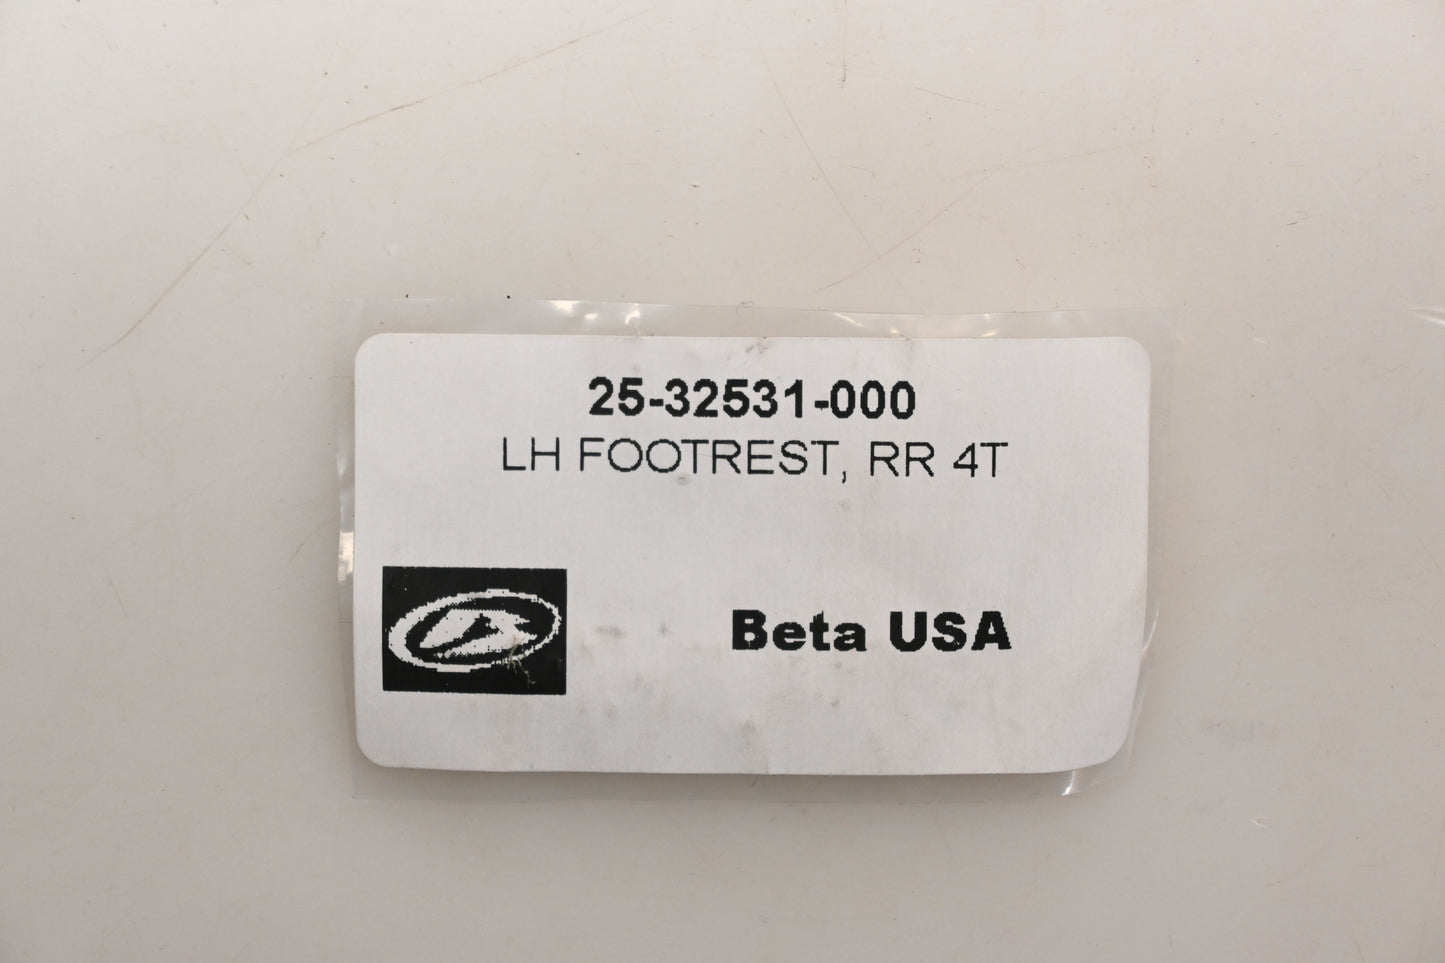 25-32531-000
LH FOOTREST, RR 4T
Beta USA